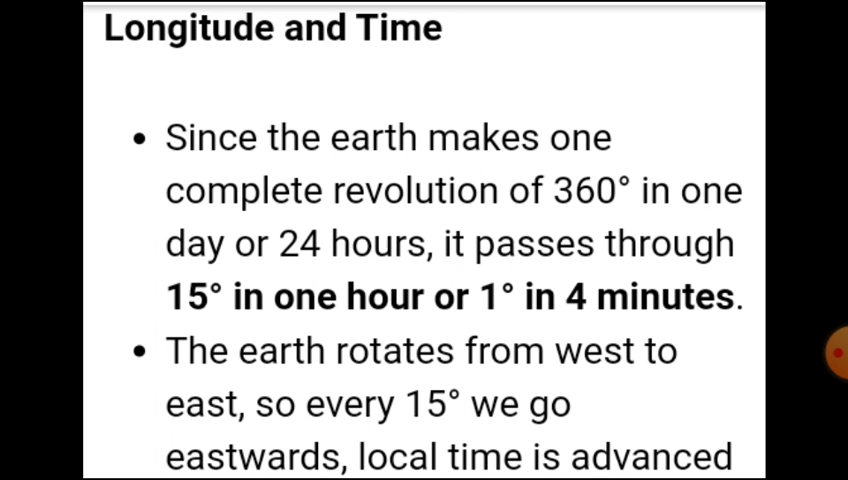 Longitude and Time
• Since the earth makes one
complete revolution of 360° in one
day or 24 hours, it passes through
15° in one hour or 1° in 4 minutes.
• The earth rotates from west to
east, so every 15° we go
eastwards, local time is advanced